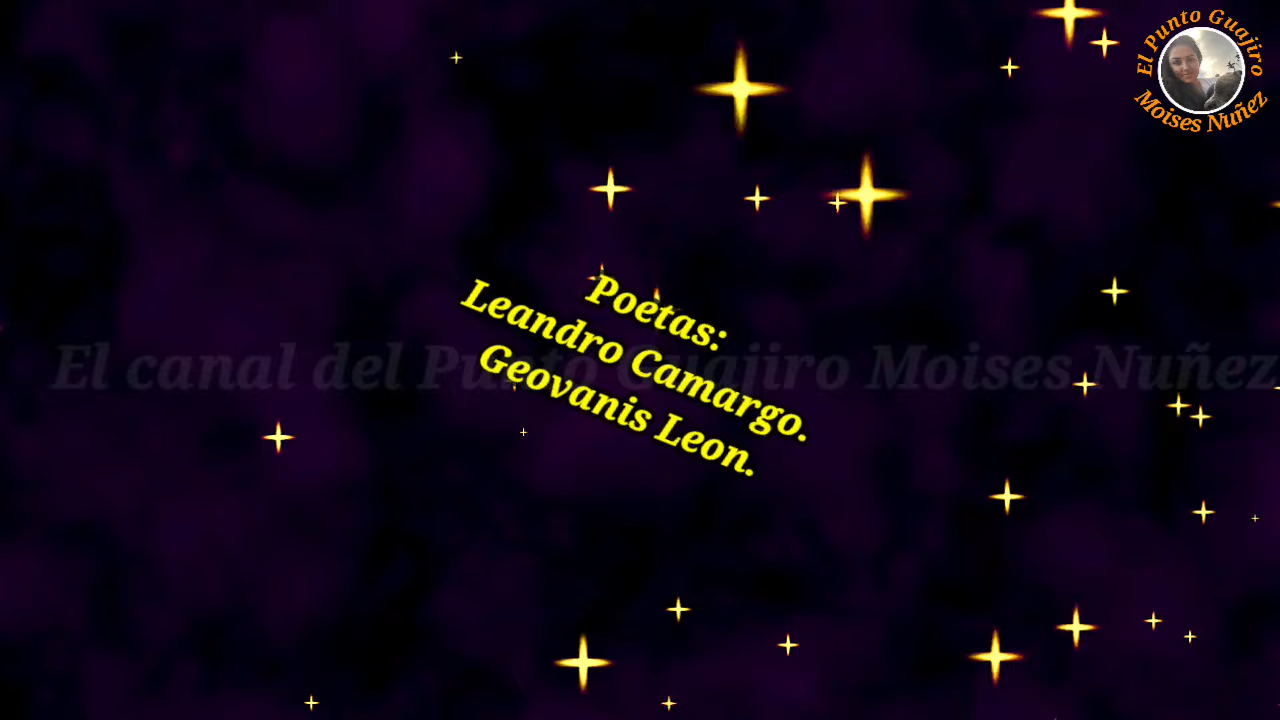 El Punto Guajiro
Moises Nuñez
Poetas:
Leandro Camargo.
Geovanis Leon.
El canal del Punto Guajiro Moises Nuñez